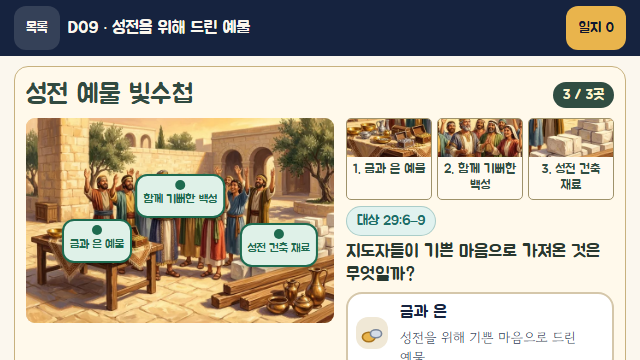 목록
D09 · 성전을 위해 드린 예물
일지 0
성전 예물 빛수첩
3 / 3곳
함께 기뻐한 백성
금과 은 예물
성전 건축 재료
1. 금과 은 예물
2. 함께 기뻐한
백성
3. 성전 건축
재료
대상 29:6–9
지도자들이 기쁜 마음으로 가져온 것은
무엇일까?
금과 은
성전을 위해 기쁜 마음으로 드린
예물